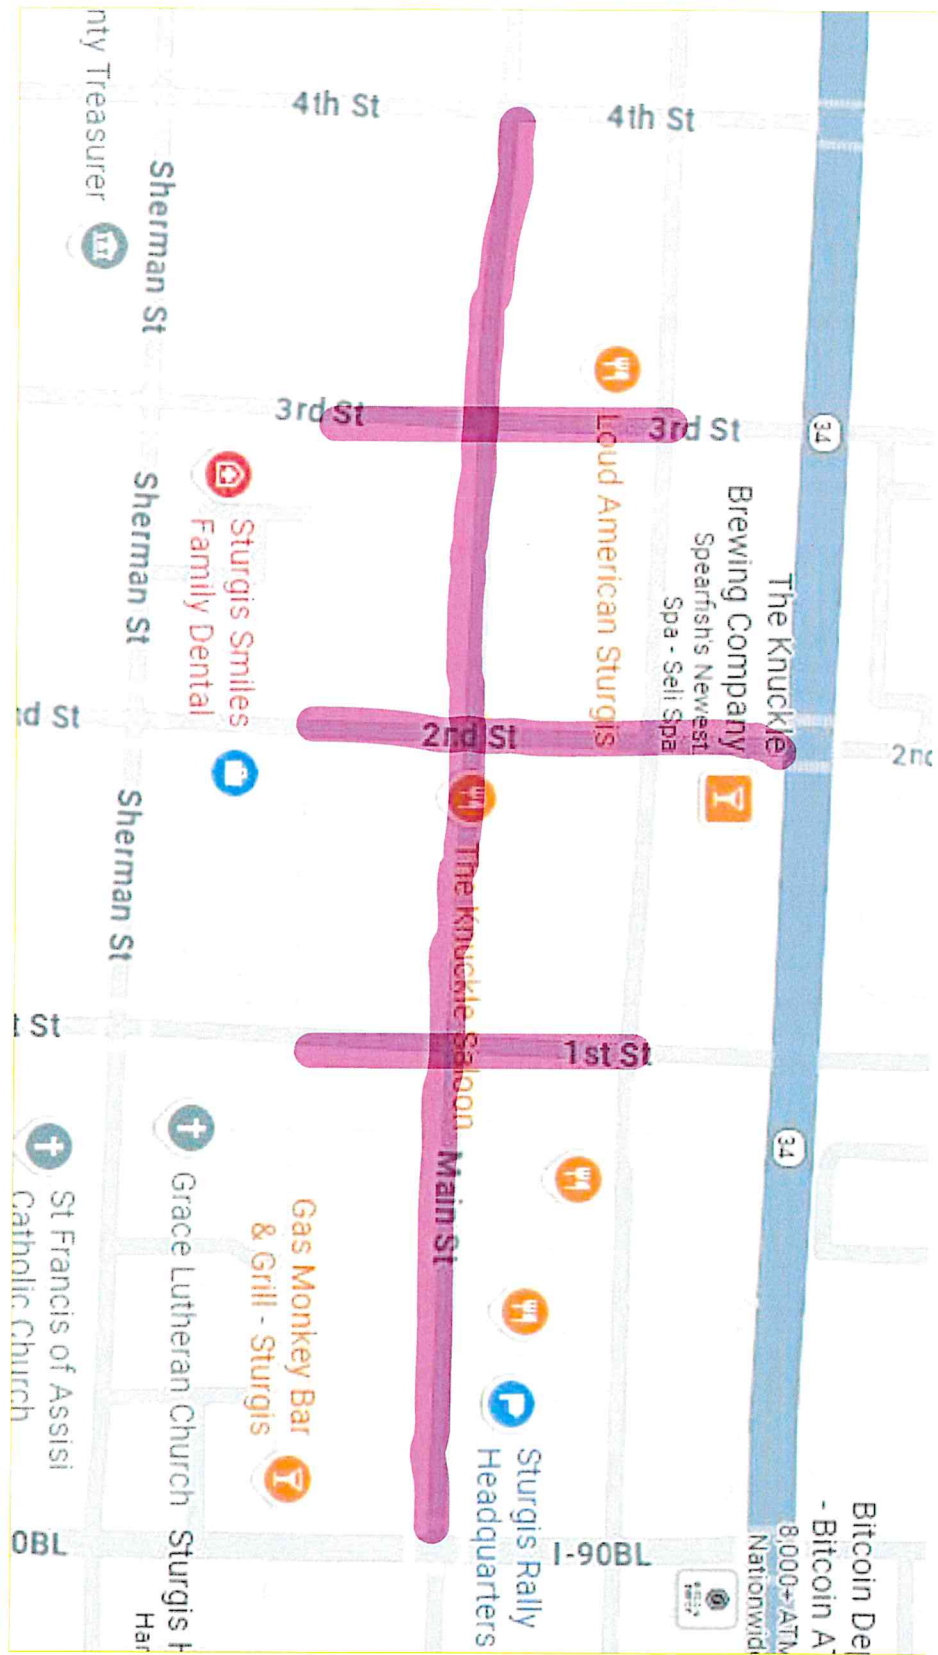 nty Treasurer
4th St
4th St
Sherman St
3rd St
3rd St
34
Loud American Sturgis
Sturgis Smiles
Family Dental
Sherman St
The Knuckle
Brewing Company
Spearfish's Newest
Spa - Seli Spa
d St
2nd St
2nd
The Knuckle Saloon
Sherman St
t St
1st St
34
Main St
St Francis of Assisi
Catholic Church
Grace Lutheran Church
Gas Monkey Bar
& Grill - Sturgis
P
Sturgis Rally
Headquarters
0BL
I-90BL
Sturgis H
Har
Bitcoin De
- Bitcoin A
8,000+ ATM
Nationwid